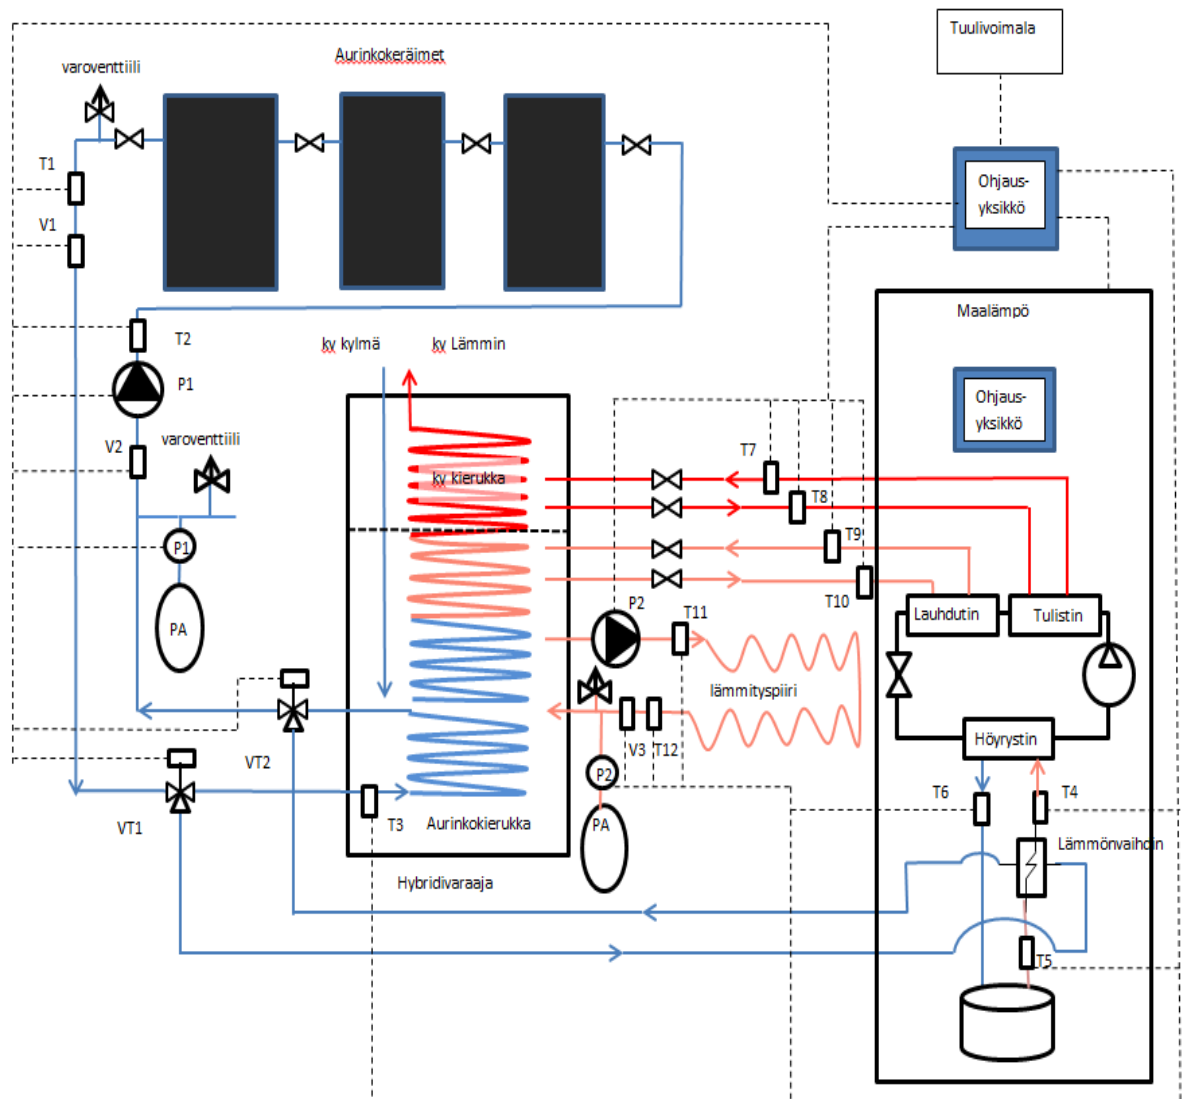 Tuulivoimala
Aurinkokeräimet
varoventtiili
T1
V1
Ohjaus-
yksikkö
T2
P1
V2
varoventtiili
kv kylmä
kv Lämmin
Maalämpö
Ohjaus-
yksikkö
kv kierukka
T7
T8
T9
T10
P1
PA
P2
T11
Lauhdutin
Tulistin
lämmityspiiri
Höyrystin
VT2
V3
T12
P2
PA
VT1
T3
Aurinkokierukka
Hybridivaraaja
T6
T4
Lämmönvaihdin
T5